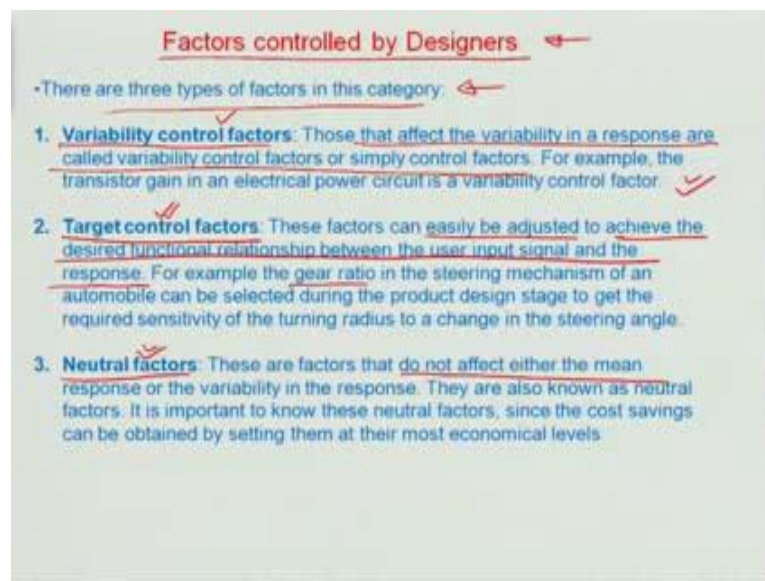 Factors controlled by Designers
•There are three types of factors in this category:
1. Variability control factors: Those that affect the variability in a response are
called variability control factors or simply control factors. For example, the
transistor gain in an electrical power circuit is a variability control factor.
2. Target control factors: These factors can easily be adjusted to achieve the
desired functional relationship between the user input signal and the
response. For example the gear ratio in the steering mechanism of an
automobile can be selected during the product design stage to get the
required sensitivity of the turning radius to a change in the steering angle.
3. Neutral factors: These are factors that do not affect either the mean
response or the variability in the response. They are also known as neutral
factors. It is important to know these neutral factors, since the cost savings
can be obtained by setting them at their most economical levels